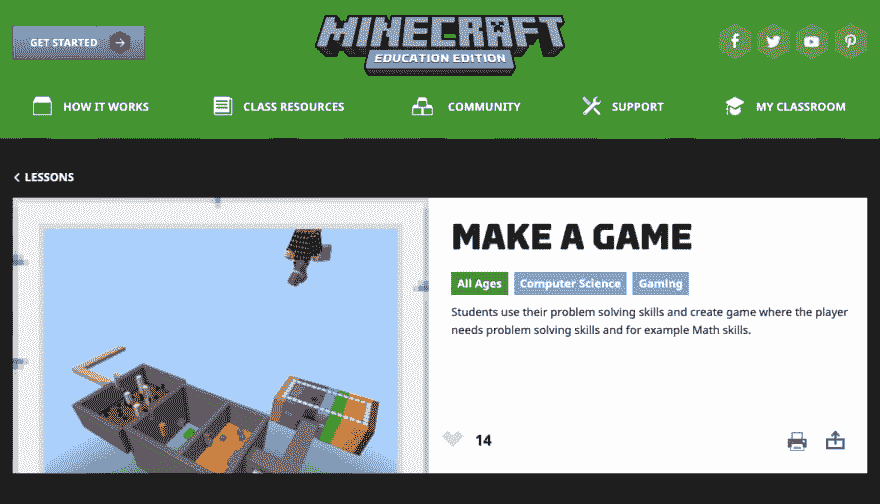 GET STARTED
MINECRAFT
EDUCATION EDITION
HOW IT WORKS
CLASS RESOURCES
COMMUNITY
SUPPORT
MY CLASSROOM
LESSONS
MAKE A GAME
All Ages
Computer Science
Gaming
Students use their problem solving skills and create game where the player
needs problem solving skills and for example Math skills.
14